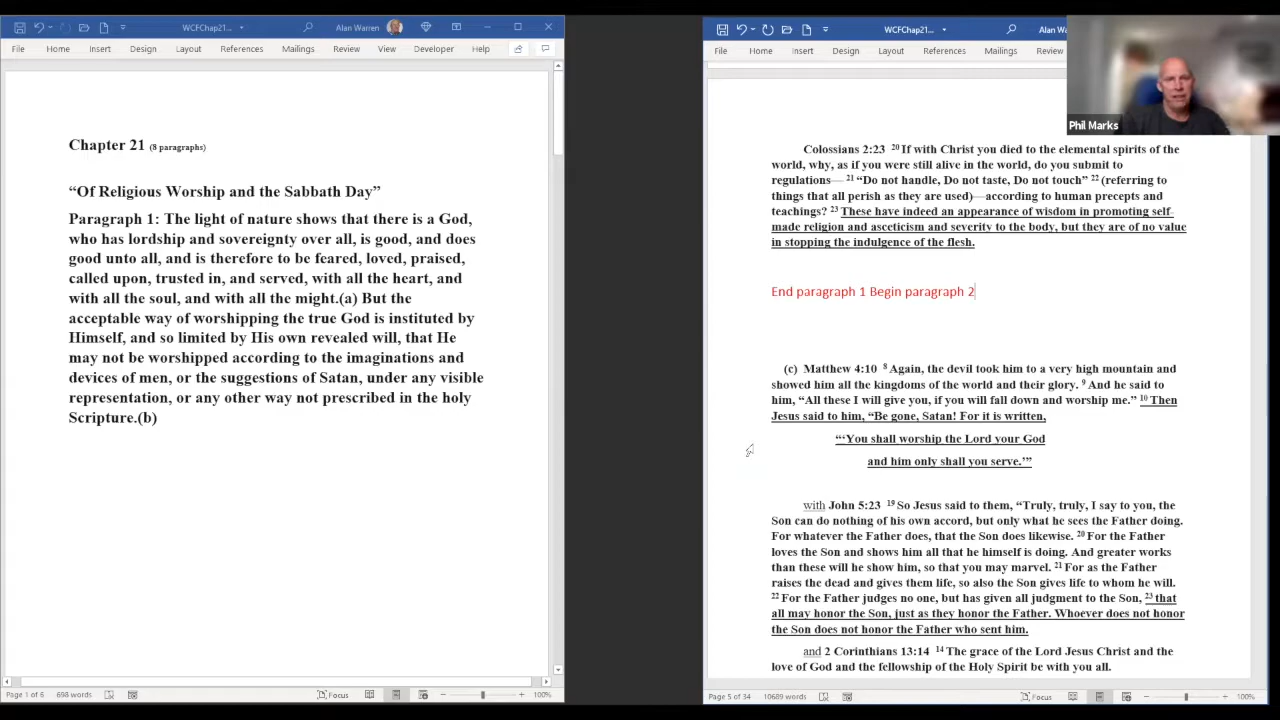 WCFChap21...
Alan Warren
File Home Insert Design Layout References Mailings Review View Developer Help
Chapter 21 (8 paragraphs)
“Of Religious Worship and the Sabbath Day”
Paragraph 1: The light of nature shows that there is a God,
who has lordship and sovereignty over all, is good, and does
good unto all, and is therefore to be feared, loved, praised,
called upon, trusted in, and served, with all the heart, and
with all the soul, and with all the might.(a) But the
acceptable way of worshipping the true God is instituted by
Himself, and so limited by His own revealed will, that He
may not be worshipped according to the imaginations and
devices of men, or the suggestions of Satan, under any visible
representation, or any other way not prescribed in the holy
Scripture.(b)
Page 1 of 6 698 words Focus 100%
WCFChap21...
Alan Wa
File Home Insert Design Layout References Mailings Review
Phil Marks
Colossians 2:23 20 If with Christ you died to the elemental spirits of the
world, why, as if you were still alive in the world, do you submit to
regulations— 21 “Do not handle, Do not taste, Do not touch” 22 (referring to
things that all perish as they are used)—according to human precepts and
teachings? 23 These have indeed an appearance of wisdom in promoting self-
made religion and asceticism and severity to the body, but they are of no value
in stopping the indulgence of the flesh.
End paragraph 1 Begin paragraph 2
(c) Matthew 4:10 8 Again, the devil took him to a very high mountain and
showed him all the kingdoms of the world and their glory. 9 And he said to
him, “All these I will give you, if you will fall down and worship me.” 10 Then
Jesus said to him, “Be gone, Satan! For it is written,
“‘You shall worship the Lord your God
and him only shall you serve.’”
with John 5:23 19 So Jesus said to them, “Truly, truly, I say to you, the
Son can do nothing of his own accord, but only what he sees the Father doing.
For whatever the Father does, that the Son does likewise. 20 For the Father
loves the Son and shows him all that he himself is doing. And greater works
than these will he show him, so that you may marvel. 21 For as the Father
raises the dead and gives them life, so also the Son gives life to whom he will.
22 For the Father judges no one, but has given all judgment to the Son, 23 that
all may honor the Son, just as they honor the Father. Whoever does not honor
the Son does not honor the Father who sent him.
and 2 Corinthians 13:14 14 The grace of the Lord Jesus Christ and the
love of God and the fellowship of the Holy Spirit be with you all.
Page 5 of 34 10689 words Focus 100%